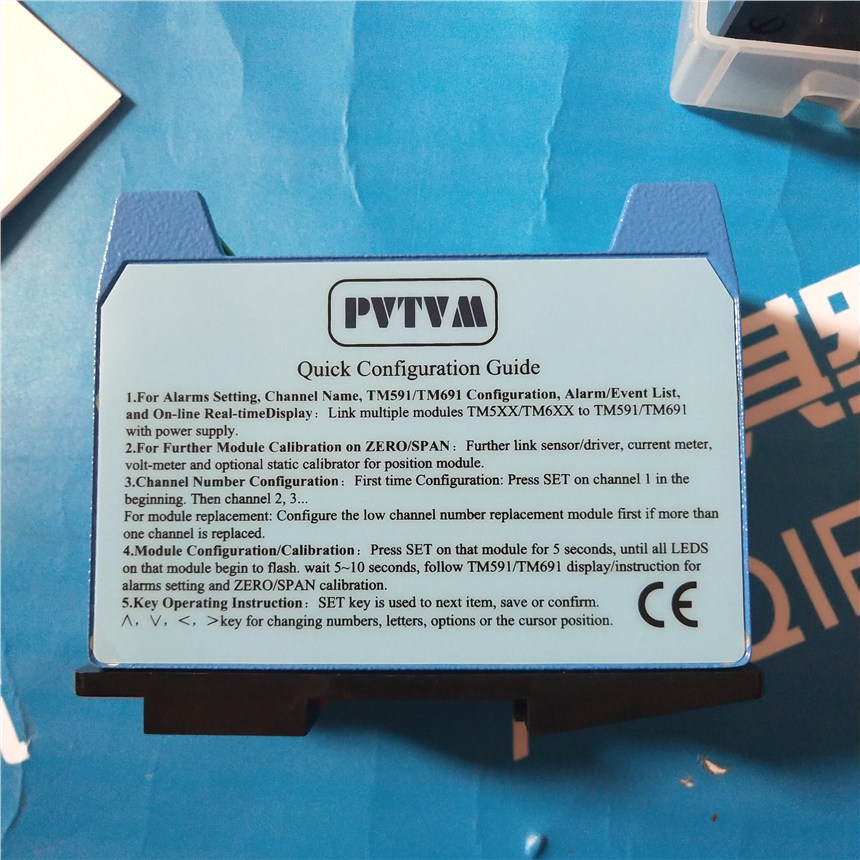 PVTVM
Quick Configuration Guide
1.For Alarms Setting, Channel Name, TM591/TM691 Configuration, Alarm/Event List,
and On-line Real-timeDisplay： Link multiple modules TM5XX/TM6XX to TM591/TM691
with power supply.
2.For Further Module Calibration on ZERO/SPAN： Further link sensor/driver, current meter,
volt-meter and optional static calibrator for position module.
3.Channel Number Configuration： First time Configuration: Press SET on channel 1 in the
beginning. Then channel 2, 3...
For module replacement: Configure the low channel number replacement module first if more than
one channel is replaced.
4.Module Configuration/Calibration： Press SET on that module for 5 seconds, until all LEDS
on that module begin to flash. wait 5~10 seconds, follow TM591/TM691 display/instruction for
alarms setting and ZERO/SPAN calibration.
5.Key Operating Instruction： SET key is used to next item, save or confirm.
∧, ∨, <, >key for changing numbers, letters, options or the cursor position.
CE